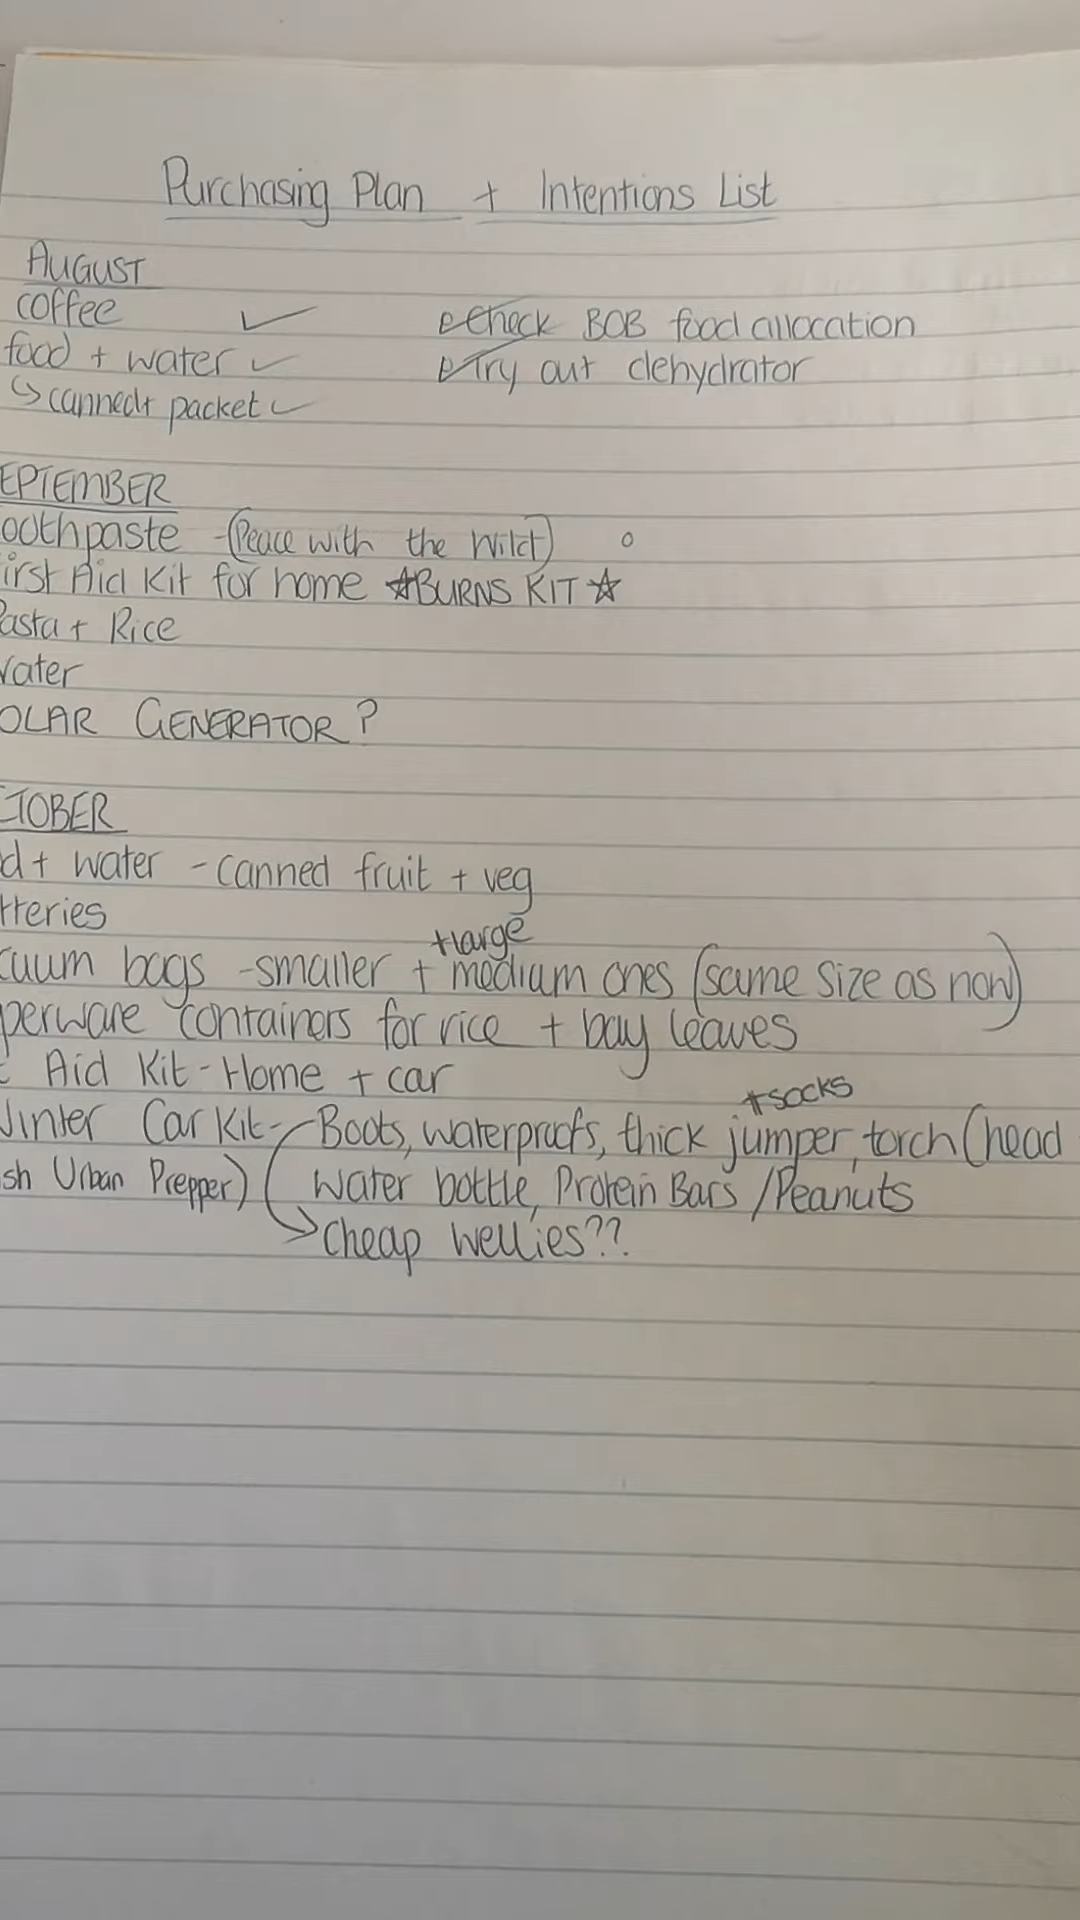 Purchasing Plan + Intentions List
AUGUST
coffee ✓
Check BOB food allocation
food + water ✓
Try out dehydrator
↳ canned + packet ✓
EPTEMBER
oothpaste - (Peace with the Wild)
irst Aid Kit for home ☆BURNS KIT☆
Pasta + Rice
Water
OLAR GENERATOR?
CTOBER
d + water - canned fruit + veg
tteries
+large
cuum bags - smaller + medium ones (same size as now)
perware containers for rice + bay leaves
Aid Kit - Home + car
+socks
Winter Car Kit - Boots, waterproofs, thick jumper, torch (head
sh Urban Prepper) water bottle, Protein Bars / Peanuts
→ cheap wellies??